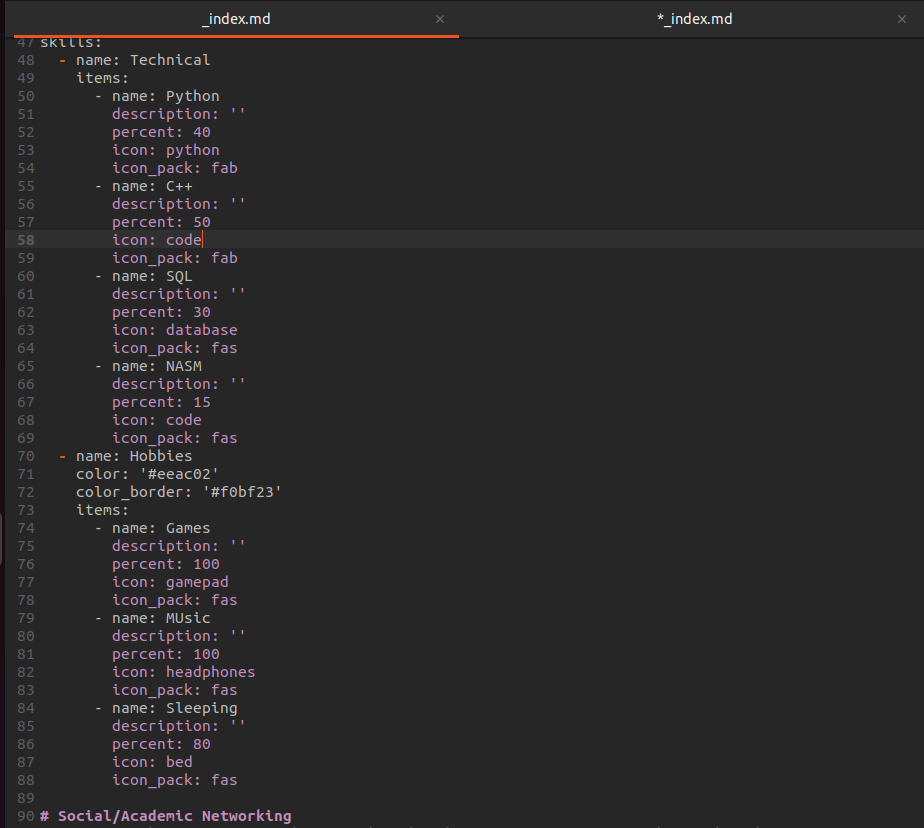 _index.md × *_index.md ×
47 skills:
48   - name: Technical
49     items:
50       - name: Python
51         description: ''
52         percent: 40
53         icon: python
54         icon_pack: fab
55       - name: C++
56         description: ''
57         percent: 50
58         icon: code
59         icon_pack: fab
60       - name: SQL
61         description: ''
62         percent: 30
63         icon: database
64         icon_pack: fas
65       - name: NASM
66         description: ''
67         percent: 15
68         icon: code
69         icon_pack: fas
70   - name: Hobbies
71     color: '#eeac02'
72     color_border: '#f0bf23'
73     items:
74       - name: Games
75         description: ''
76         percent: 100
77         icon: gamepad
78         icon_pack: fas
79       - name: MUsic
80         description: ''
81         percent: 100
82         icon: headphones
83         icon_pack: fas
84       - name: Sleeping
85         description: ''
86         percent: 80
87         icon: bed
88         icon_pack: fas
89
90 # Social/Academic Networking